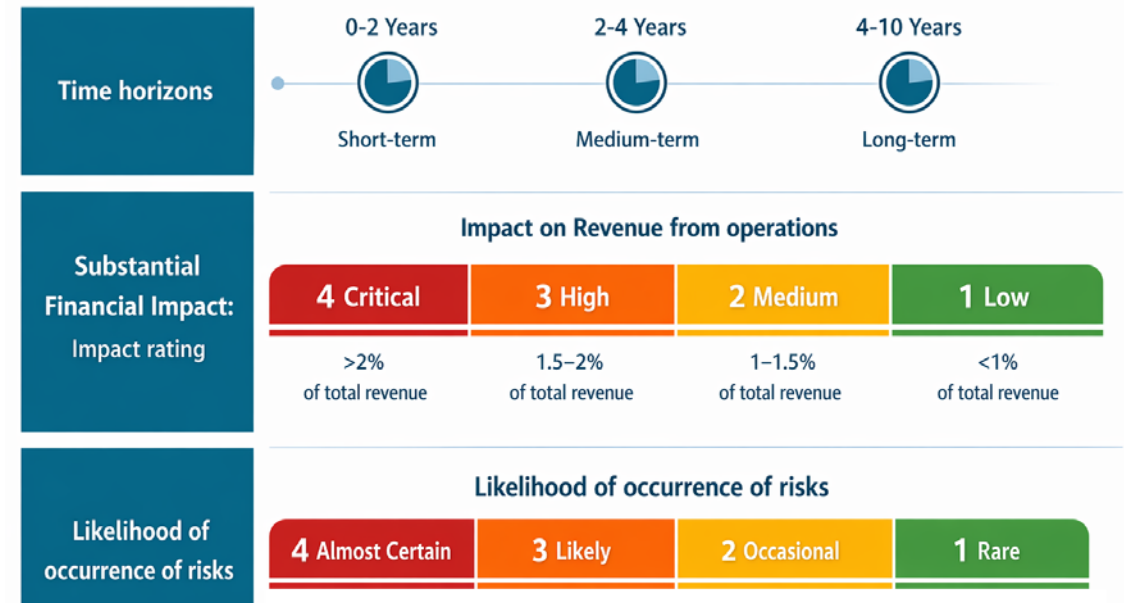 Time horizons
0-2 Years
2-4 Years
4-10 Years
Short-term
Medium-term
Long-term
Substantial
Financial Impact:
Impact rating
Impact on Revenue from operations
4 Critical
3 High
2 Medium
1 Low
>2%
of total revenue
1.5–2%
of total revenue
1–1.5%
of total revenue
<1%
of total revenue
Likelihood of
occurrence of risks
Likelihood of occurrence of risks
4 Almost Certain
3 Likely
2 Occasional
1 Rare